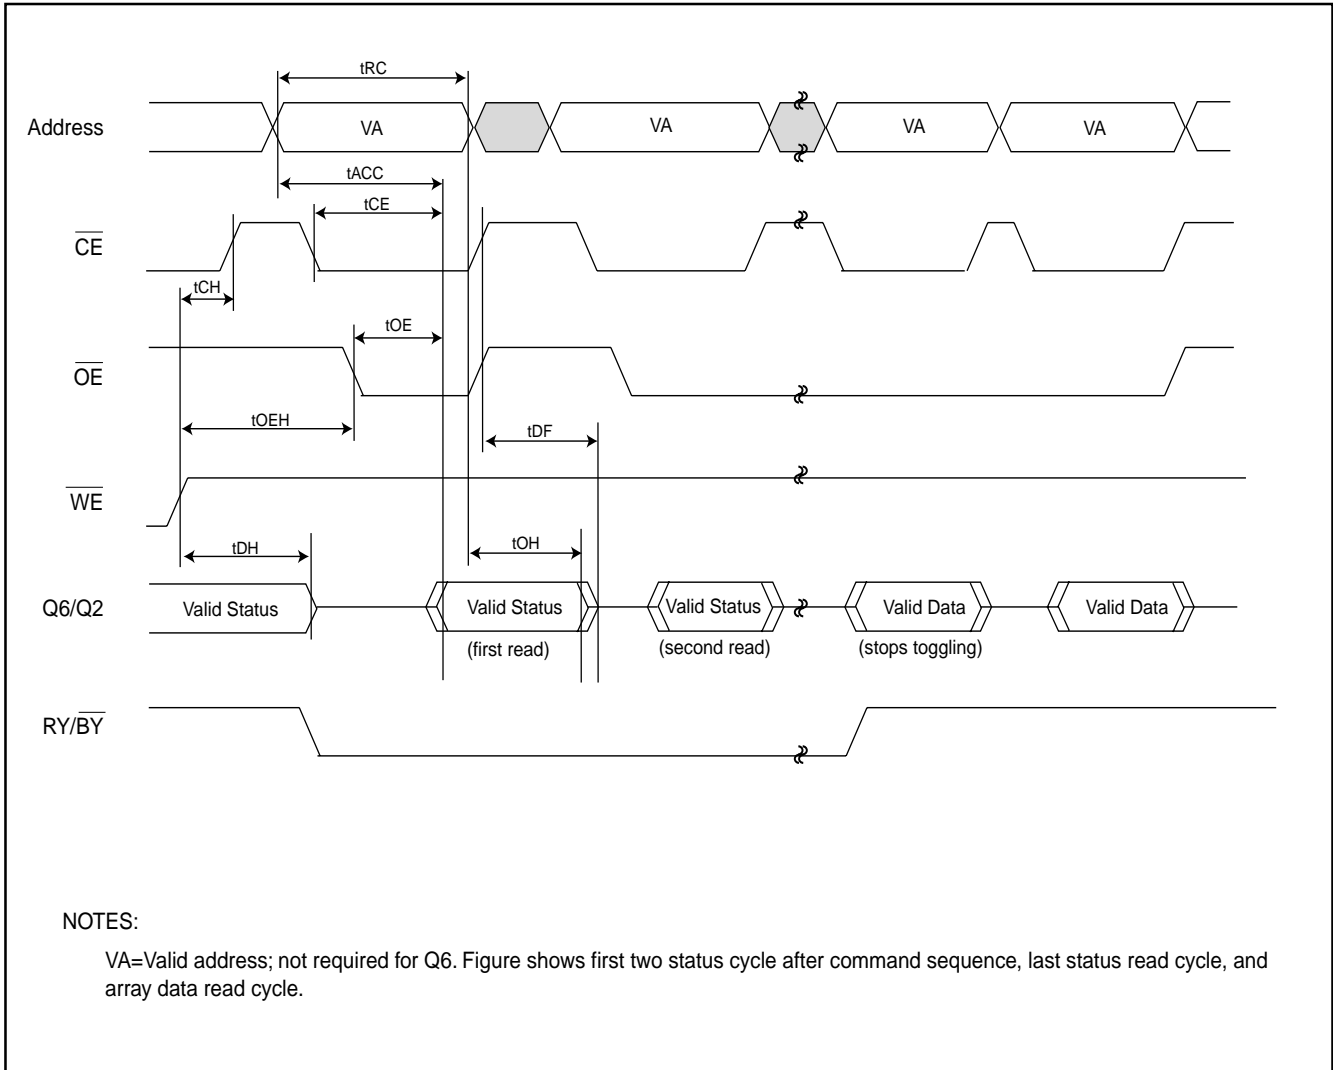 tRC
Address
VA
VA
VA
VA
tACC
tCE
CE
tCH
tOE
OE
tOEH
tDF
WE
tDH
tOH
Q6/Q2
Valid Status
Valid Status
Valid Status
Valid Data
Valid Data
(first read)
(second read)
(stops toggling)
RY/BY
NOTES:
VA=Valid address; not required for Q6. Figure shows first two status cycle after command sequence, last status read cycle, and
array data read cycle.